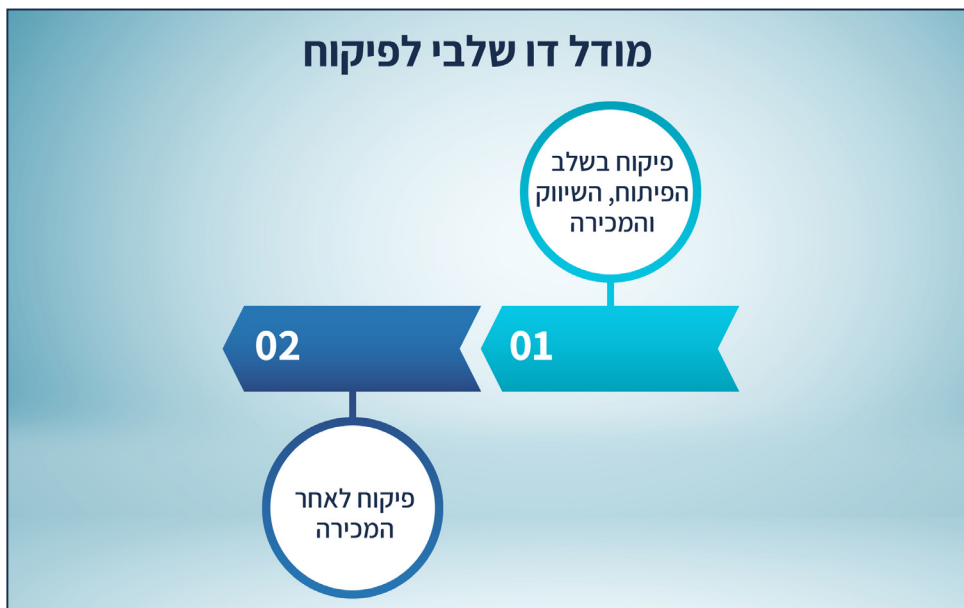 מודל דו שלבי לפיקוח
פיקוח בשלב
הפיתוח, השיווק
והמכירה
01
02
פיקוח לאחר
המכירה